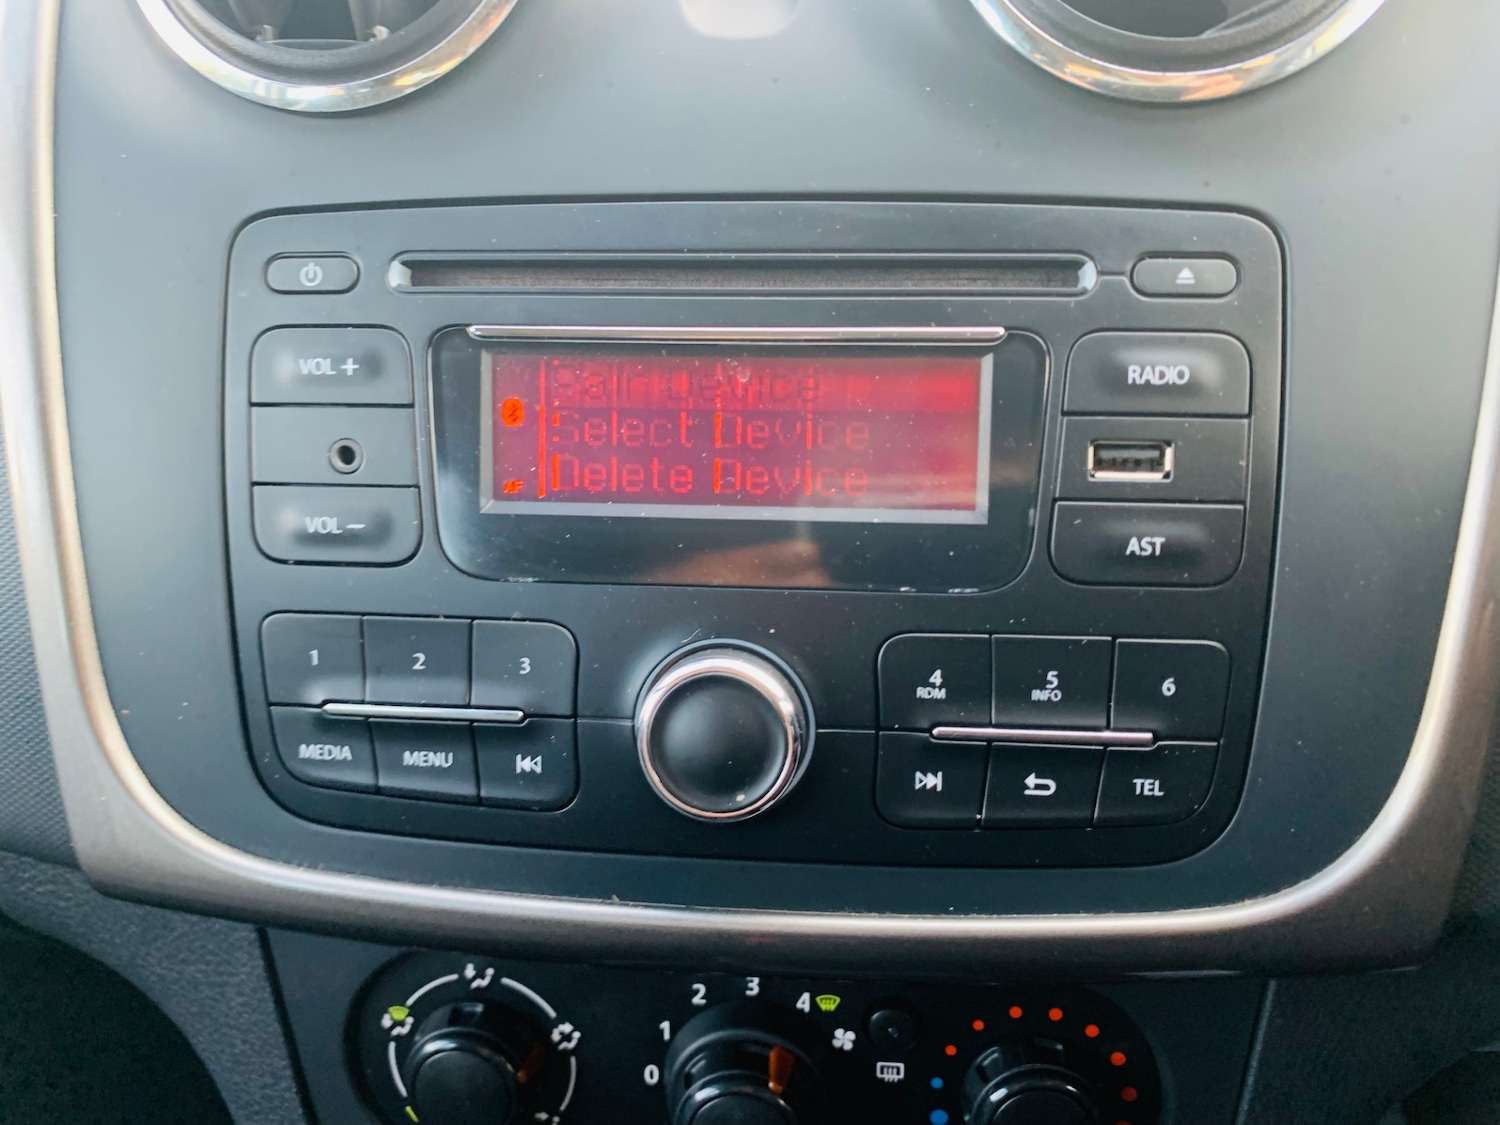 VOL +
Pair Device
Select Device
Delete Device
RADIO
VOL −
AST
1
2
3
4
RDM
5
INFO
6
MEDIA
MENU
TEL
0
1
2
3
4